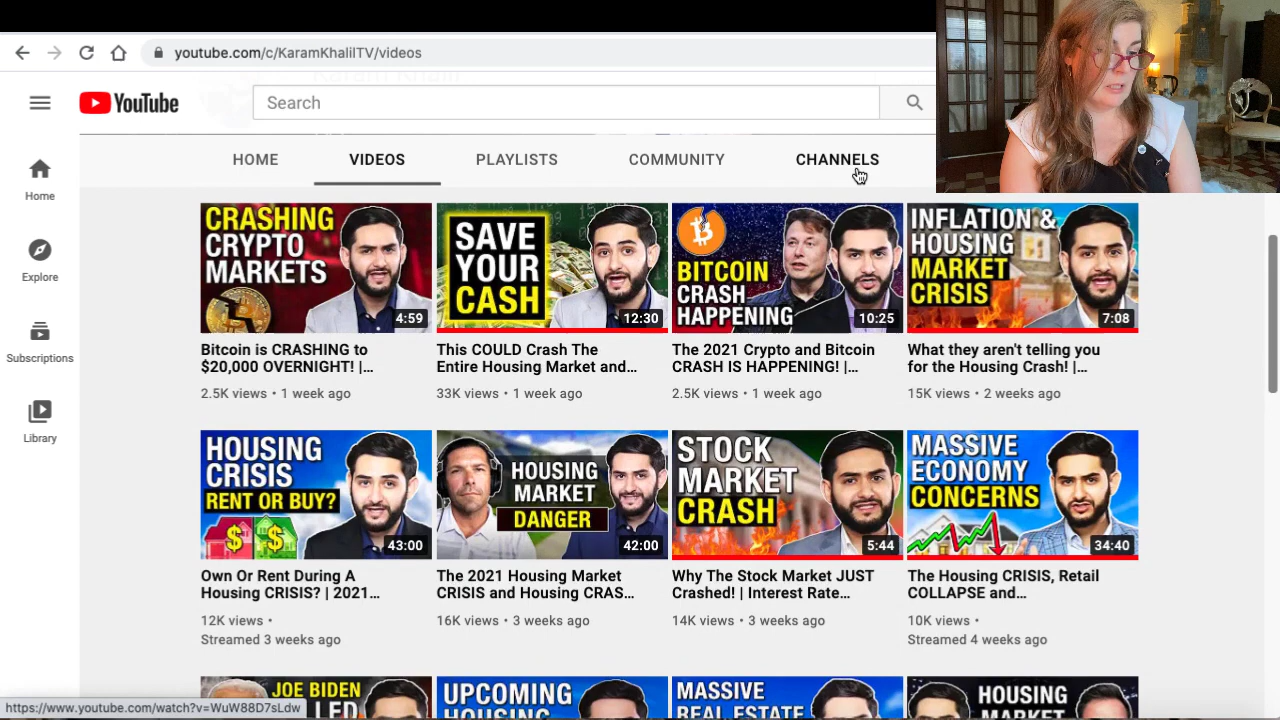 youtube.com/c/KaramKhalilTV/videos
Karam Khalil
YouTube
Search
HOME
VIDEOS
PLAYLISTS
COMMUNITY
CHANNELS
Home
Explore
Subscriptions
Library
CRASHING
CRYPTO
MARKETS
4:59
Bitcoin is CRASHING to
$20,000 OVERNIGHT! |...
2.5K views • 1 week ago
SAVE
YOUR
CASH
12:30
This COULD Crash The
Entire Housing Market and...
33K views • 1 week ago
BITCOIN
CRASH
HAPPENING
10:25
The 2021 Crypto and Bitcoin
CRASH IS HAPPENING! |...
2.5K views • 1 week ago
INFLATION &
HOUSING
MARKET
CRISIS
7:08
What they aren't telling you
for the Housing Crash! |...
15K views • 2 weeks ago
HOUSING
CRISIS
RENT OR BUY?
43:00
Own Or Rent During A
Housing CRISIS? | 2021...
12K views •
Streamed 3 weeks ago
HOUSING
MARKET
DANGER
42:00
The 2021 Housing Market
CRISIS and Housing CRAS...
16K views • 3 weeks ago
STOCK
MARKET
CRASH
5:44
Why The Stock Market JUST
Crashed! | Interest Rate...
14K views • 3 weeks ago
MASSIVE
ECONOMY
CONCERNS
34:40
The Housing CRISIS, Retail
COLLAPSE and...
10K views •
Streamed 4 weeks ago
JOE BIDEN
LED
UPCOMING
HOUSING
MASSIVE
REAL ESTATE
HOUSING
MARKET
https://www.youtube.com/watch?v=WuW88D7sLdw